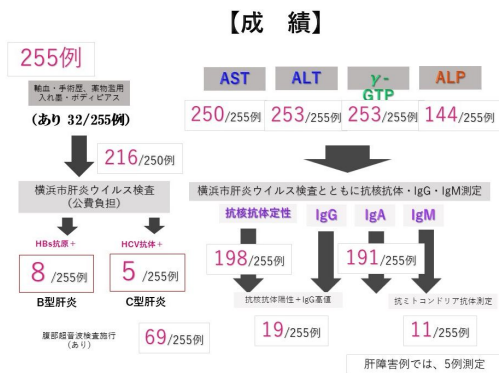 【成 績】
255例
輸血・手術歴、薬物濫用
入れ墨・ボディピアス
(あり 32/255例)
216/250例
横浜市肝炎ウイルス検査
(公費負担)
HBs抗原+
HCV抗体+
8/255例
5/255例
B型肝炎
C型肝炎
腹部超音波検査施行
(あり)
69/255例
AST
ALT
γ-
GTP
ALP
250/255例
253/255例
253/255例
144/255例
横浜市肝炎ウイルス検査とともに抗核抗体・IgG・IgM測定
抗核抗体定性
IgG
IgA
IgM
198/255例
191/255例
抗核抗体陽性+IgG高値
抗ミトコンドリア抗体測定
19/255例
11/255例
肝障害例では、5例測定